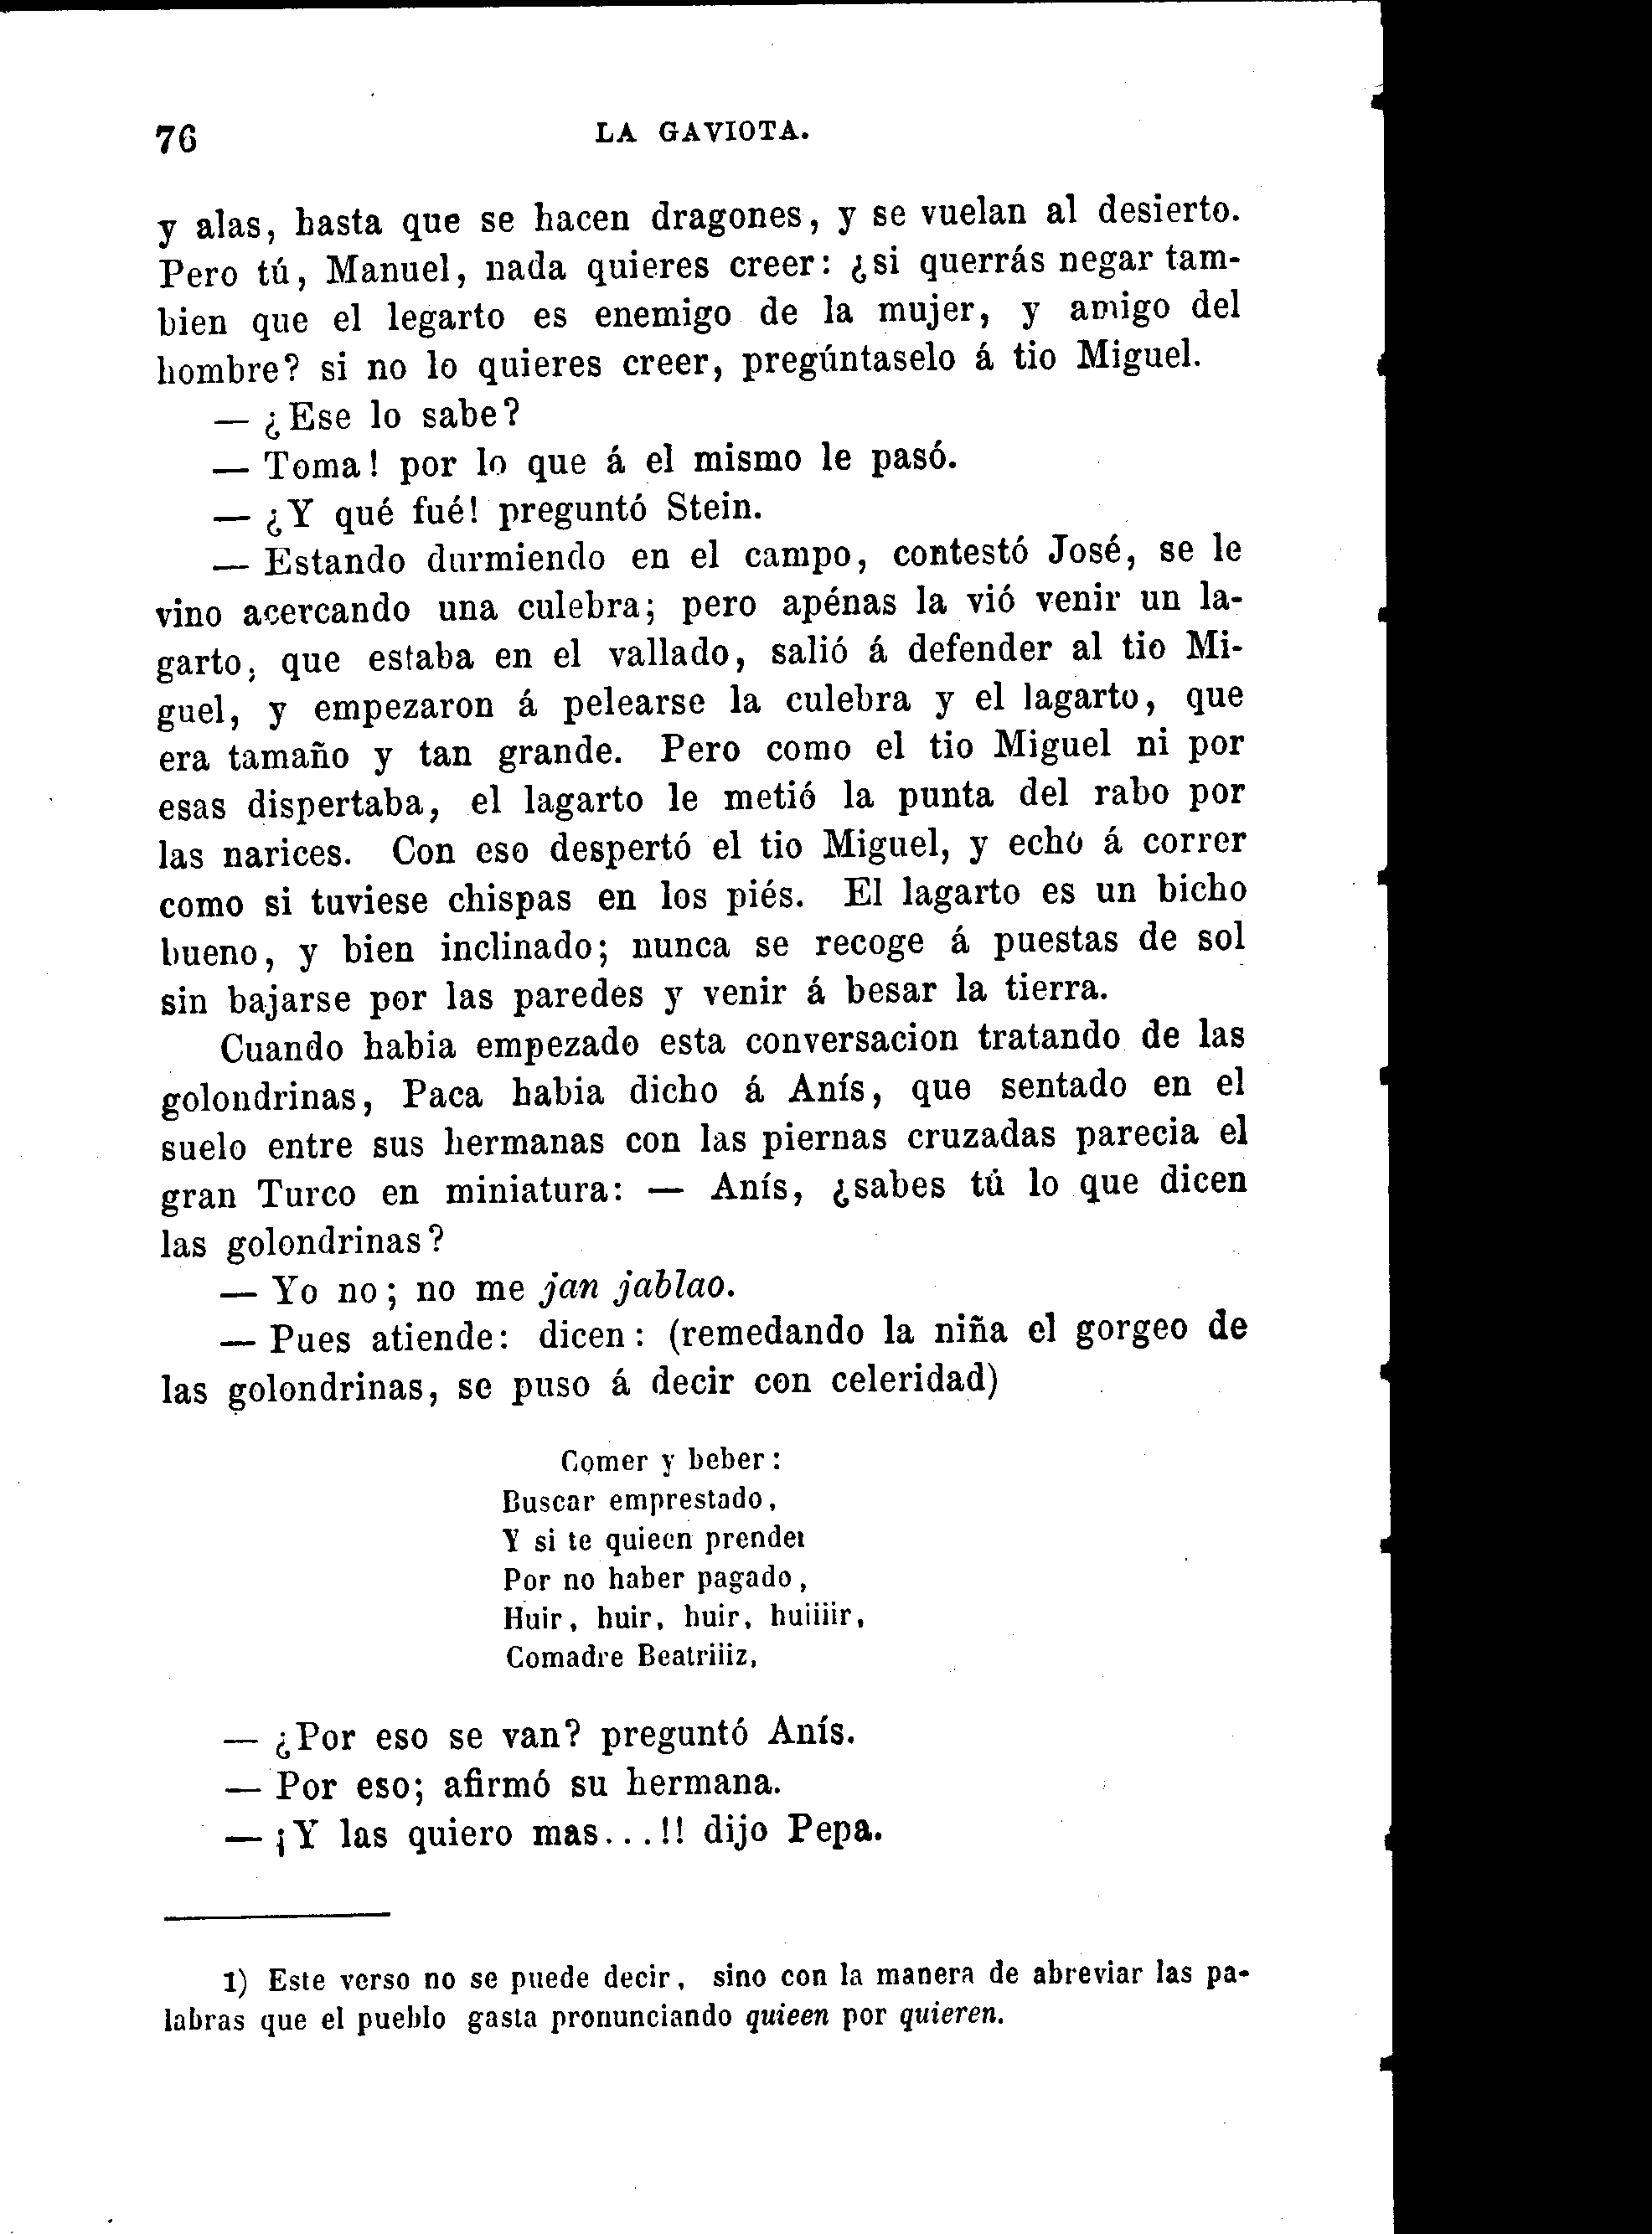 76 LA GAVIOTA.
y alas, hasta que se hacen dragones, y se vuelan al desierto.
Pero tú, Manuel, nada quieres creer: ¿si querrás negar tam-
bien que el legarto es enemigo de la mujer, y amigo del
hombre? si no lo quieres creer, pregúntaselo á tio Miguel.
— ¿Ese lo sabe?
— Toma! por lo que á el mismo le pasó.
— ¿Y qué fué! preguntó Stein.
— Estando durmiendo en el campo, contestó José, se le
vino acercando una culebra; pero apénas la vió venir un la-
garto, que estaba en el vallado, salió á defender al tio Mi-
guel, y empezaron á pelearse la culebra y el lagarto, que
era tamaño y tan grande. Pero como el tio Miguel ni por
esas dispertaba, el lagarto le metió la punta del rabo por
las narices. Con eso despertó el tio Miguel, y echó á correr
como si tuviese chispas en los piés. El lagarto es un bicho
bueno, y bien inclinado; nunca se recoge á puestas de sol
sin bajarse por las paredes y venir á besar la tierra.
Cuando habia empezado esta conversacion tratando de las
golondrinas, Paca habia dicho á Anís, que sentado en el
suelo entre sus hermanas con las piernas cruzadas parecia el
gran Turco en miniatura: — Anís, ¿sabes tú lo que dicen
las golondrinas?
— Yo no; no me jan jablao.
— Pues atiende: dicen: (remedando la niña el gorgeo de
las golondrinas, se puso á decir con celeridad)
Comer y beber:
Buscar emprestado,
Y si te quieen prender
Por no haber pagado,
Huir, huir, huir, huiiiir,
Comadre Beatriiiz,
— ¿Por eso se van? preguntó Anís.
— Por eso; afirmó su hermana.
— ¡Y las quiero mas...!! dijo Pepa.
1) Este verso no se puede decir, sino con la manera de abreviar las pa-
labras que el pueblo gasta pronunciando quieen por quieren.